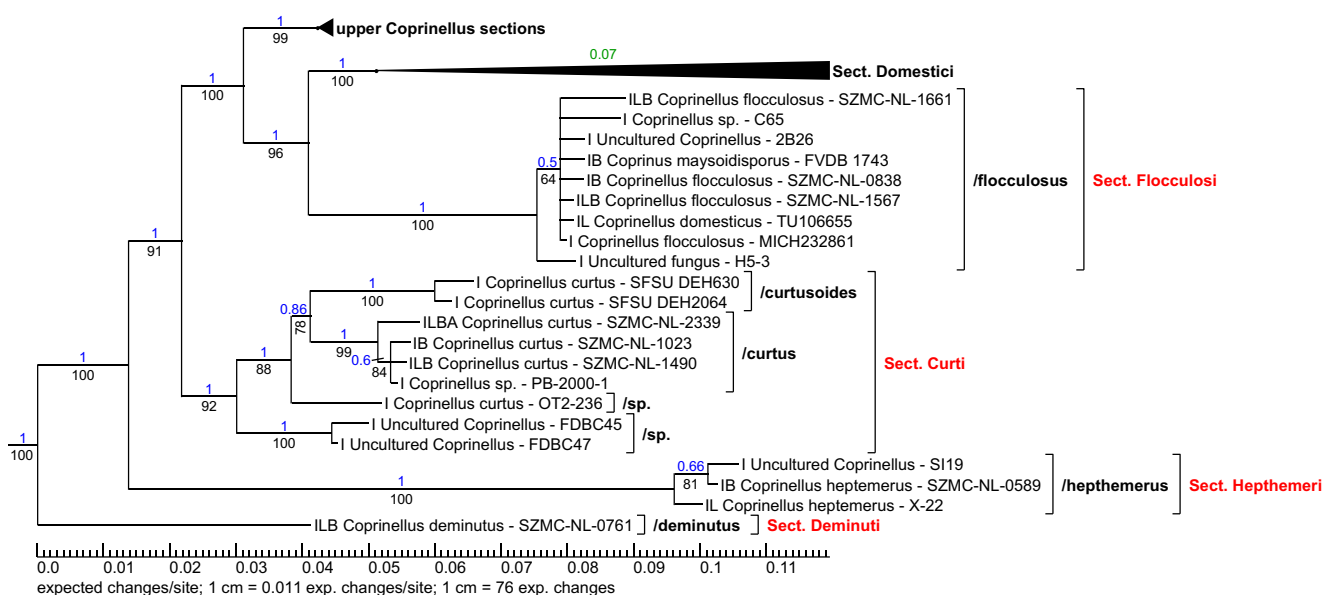 1
99
upper Coprinellus sections
0.07
1
100
Sect. Domestici
1
100
ILB Coprinellus flocculosus - SZMC-NL-1661
I Coprinellus sp. - C65
1
96
I Uncultured Coprinellus - 2B26
0.5
64
IB Coprinus maysoidisporus - FVDB 1743
IB Coprinellus flocculosus - SZMC-NL-0838
/flocculosus
Sect. Flocculosi
ILB Coprinellus flocculosus - SZMC-NL-1567
1
100
IL Coprinellus domesticus - TU106655
1
91
I Coprinellus flocculosus - MICH232861
I Uncultured fungus - H5-3
1
100
I Coprinellus curtus - SFSU DEH630
/curtusoides
I Coprinellus curtus - SFSU DEH2064
0.86
78
ILBA Coprinellus curtus - SZMC-NL-2339
1
99
IB Coprinellus curtus - SZMC-NL-1023
/curtus
0.6
84
ILB Coprinellus curtus - SZMC-NL-1490
Sect. Curti
1
88
1
100
I Coprinellus sp. - PB-2000-1
1
92
I Coprinellus curtus - OT2-236
/sp.
I Uncultured Coprinellus - FDBC45
1
100
/sp.
I Uncultured Coprinellus - FDBC47
1
100
I Uncultured Coprinellus - SI19
0.66
81
1
100
IB Coprinellus heptemerus - SZMC-NL-0589
/hepthemerus
Sect. Hepthemeri
IL Coprinellus heptemerus - X-22
ILB Coprinellus deminutus - SZMC-NL-0761
/deminutus
Sect. Deminuti
0.0 0.01 0.02 0.03 0.04 0.05 0.06 0.07 0.08 0.09 0.1 0.11
expected changes/site; 1 cm = 0.011 exp. changes/site; 1 cm = 76 exp. changes